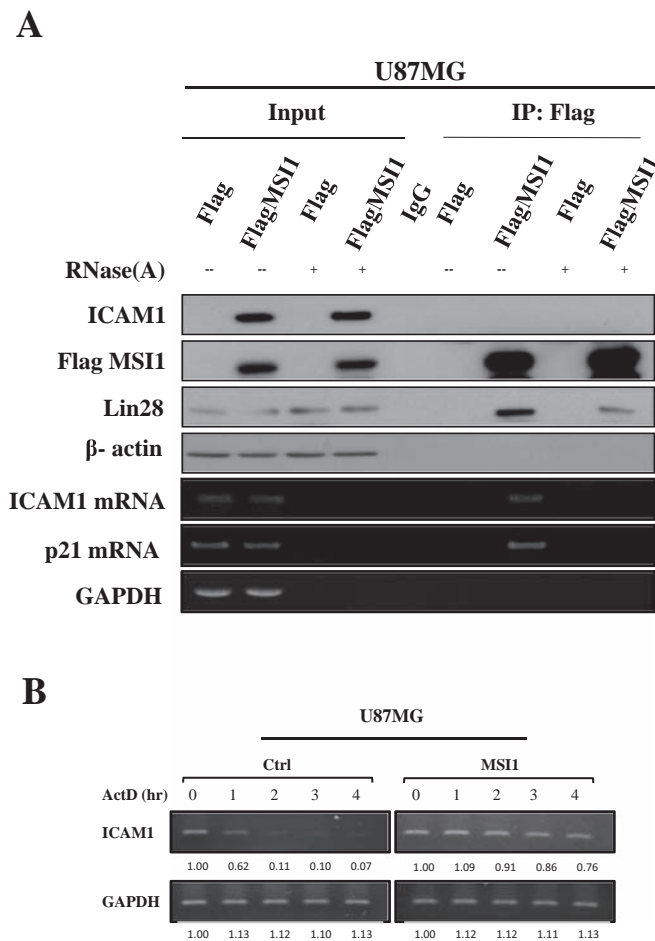 A
U87MG
Input IP: Flag
Flag FlagMSI1 Flag FlagMSI1 IgG Flag FlagMSI1 Flag FlagMSI1
RNase(A) -- -- + + -- -- + +
ICAM1
Flag MSI1
Lin28
β- actin
ICAM1 mRNA
p21 mRNA
GAPDH
B
U87MG
Ctrl MSI1
ActD (hr) 0 1 2 3 4 0 1 2 3 4
ICAM1
1.00 0.62 0.11 0.10 0.07 1.00 1.09 0.91 0.86 0.76
GAPDH
1.00 1.13 1.12 1.10 1.13 1.00 1.12 1.12 1.11 1.13